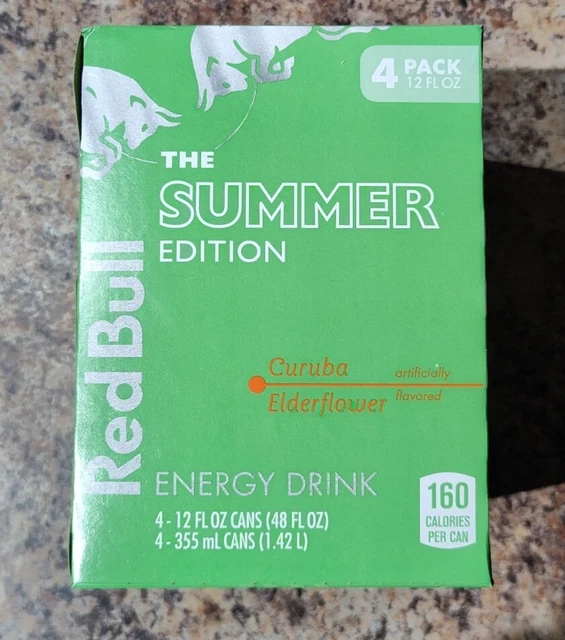 4 PACK
12 FL OZ
THE
SUMMER
EDITION
Red Bull
Curuba
Elderflower
artificially
flavored
ENERGY DRINK
4 - 12 FL OZ CANS (48 FL OZ)
4 - 355 mL CANS (1.42 L)
160
CALORIES
PER CAN